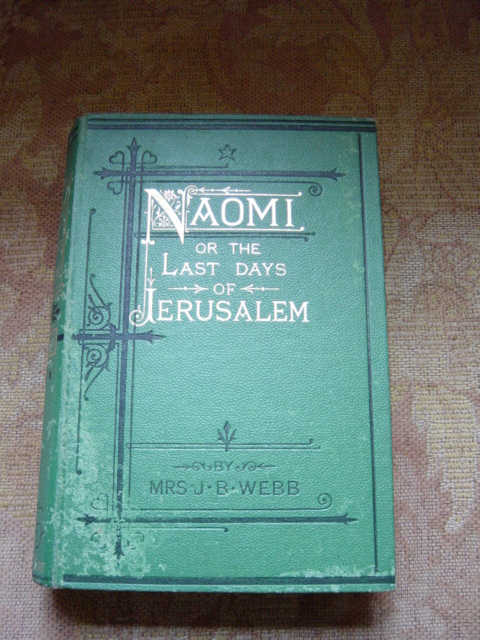 NAOMI
OR THE
LAST DAYS
OF
JERUSALEM
BY
MRS J. B. WEBB